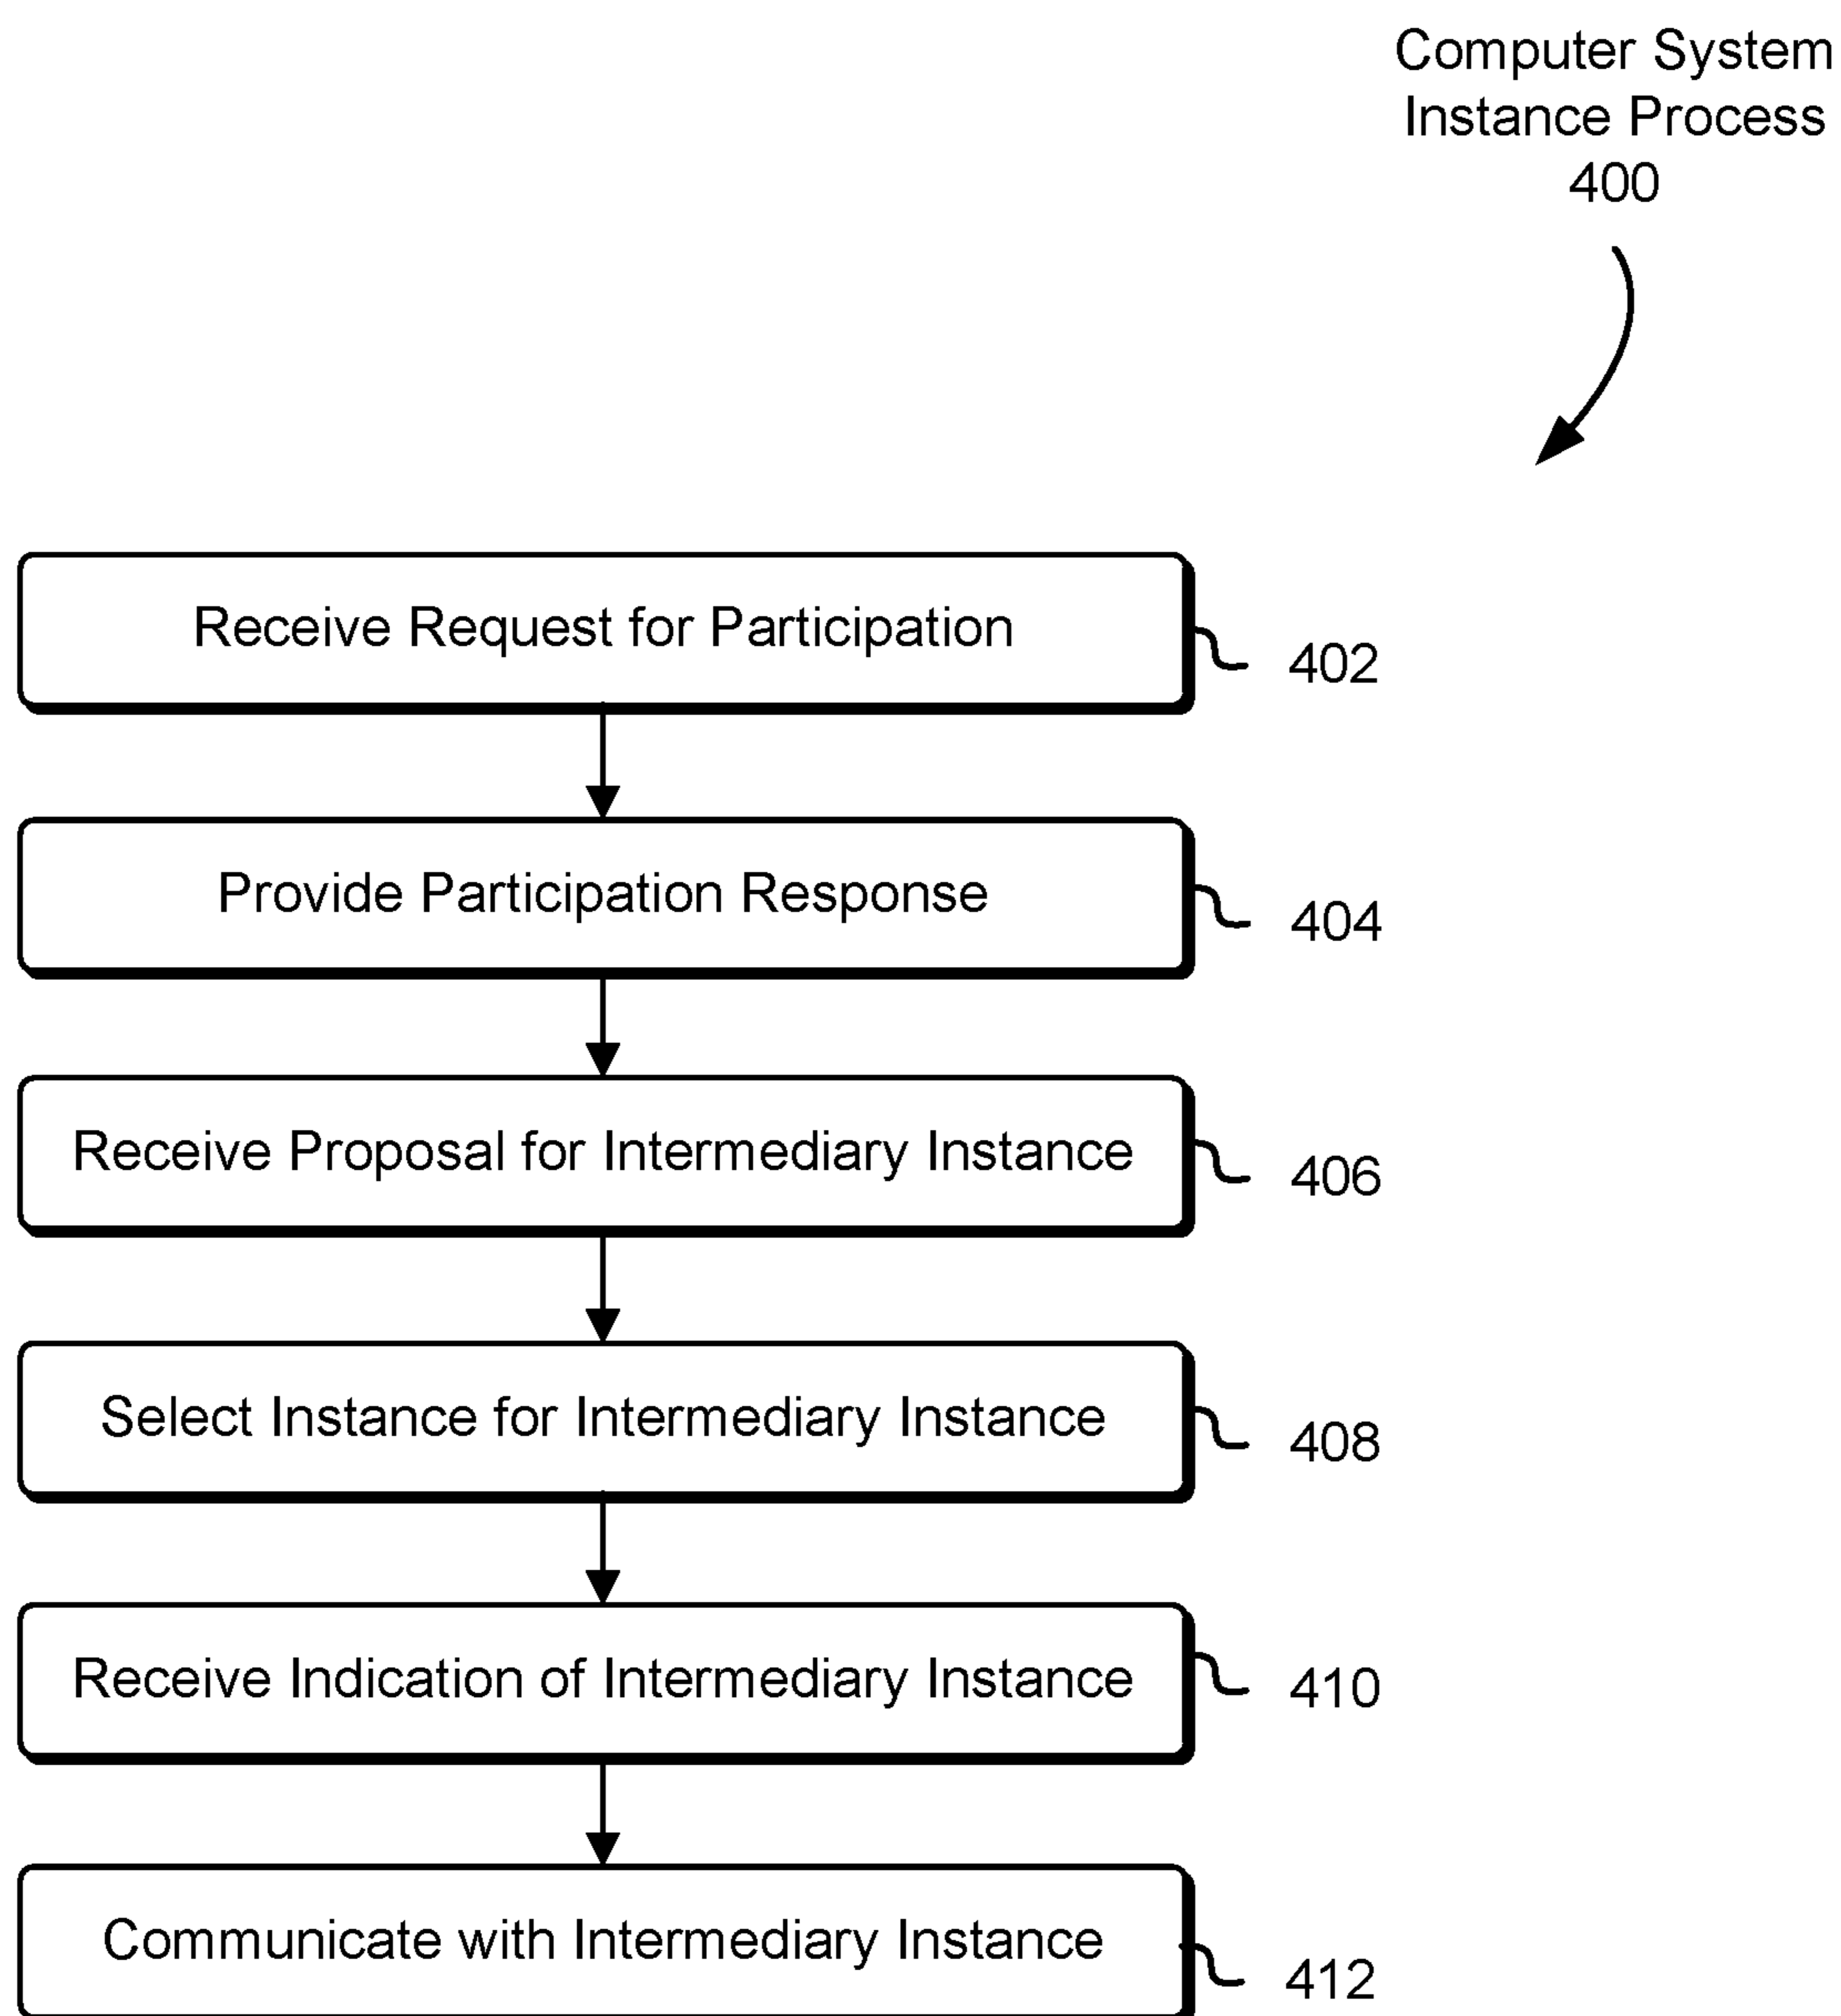 Computer System
Instance Process
400
Receive Request for Participation
402
Provide Participation Response
404
Receive Proposal for Intermediary Instance
406
Select Instance for Intermediary Instance
408
Receive Indication of Intermediary Instance
410
Communicate with Intermediary Instance
412